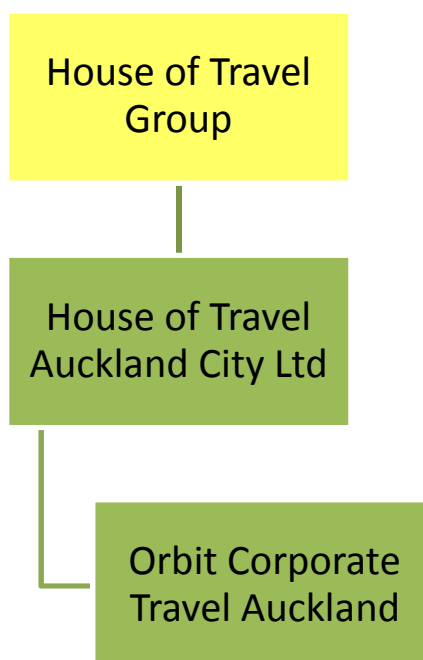 House of Travel
Group
House of Travel
Auckland City Ltd
Orbit Corporate
Travel Auckland